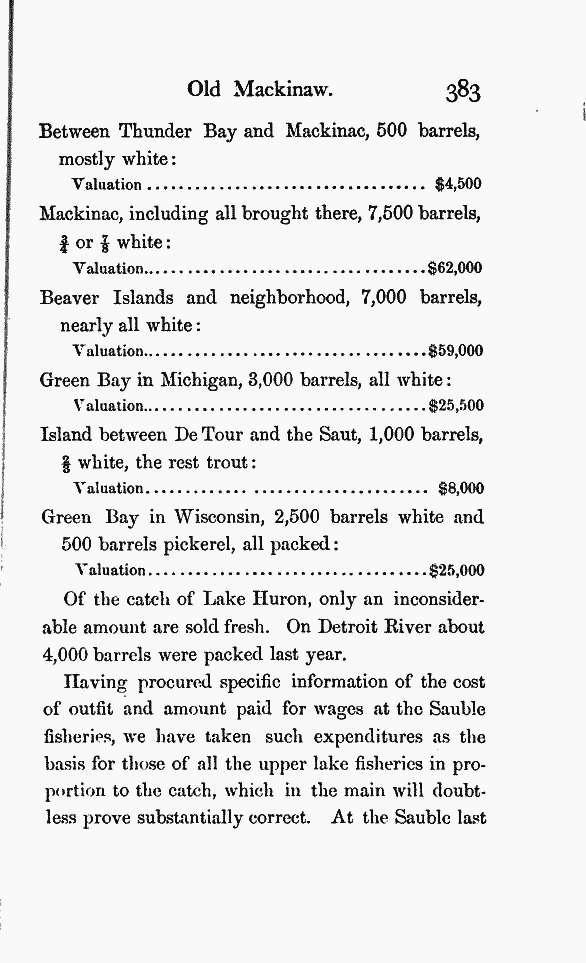 Old Mackinaw. 383
Between Thunder Bay and Mackinac, 500 barrels,
mostly white:
Valuation .................................. $4,500
Mackinac, including all brought there, 7,500 barrels,
¾ or ⅞ white:
Valuation...................................$62,000
Beaver Islands and neighborhood, 7,000 barrels,
nearly all white:
Valuation...................................$59,000
Green Bay in Michigan, 3,000 barrels, all white:
Valuation...................................$25,500
Island between De Tour and the Saut, 1,000 barrels,
white, the rest trout:
Valuation............. ...................... $8,000
Green Bay in Wisconsin, 2,500 barrels white and
500 barrels pickerel, all packed:
Valuation...................................$25,000
Of the catch of Lake Huron, only an inconsider-
able amount are sold fresh. On Detroit River about
4,000 barrels were packed last year.
Having procured specific information of the cost
of outfit and amount paid for wages at the Sauble
fisheries, we have taken such expenditures as the
basis for those of all the upper lake fisheries in pro-
portion to the catch, which in the main will doubt-
less prove substantially correct. At the Sauble last